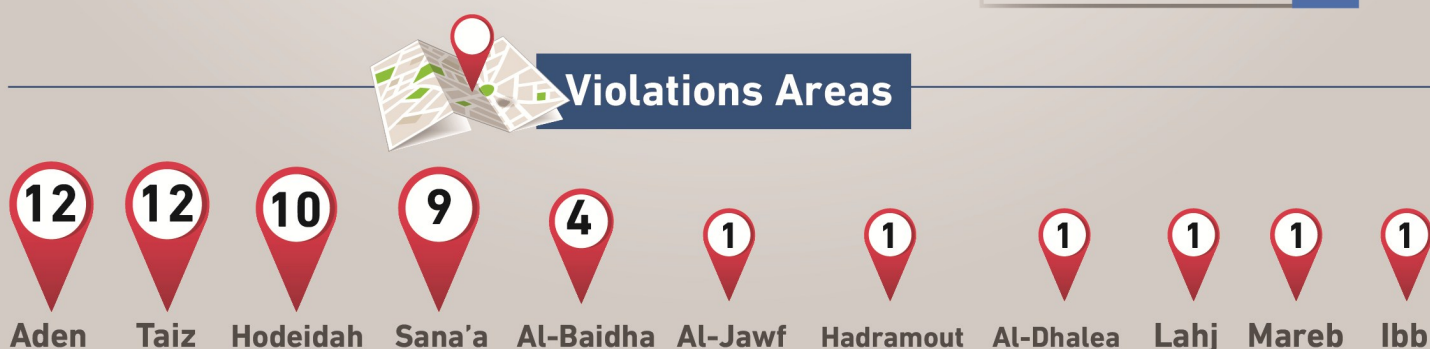 Violations Areas
12 12 10 9 4 1 1 1 1 1 1
Aden Taiz Hodeidah Sana'a Al-Baidha Al-Jawf Hadramout Al-Dhalea Lahj Mareb Ibb